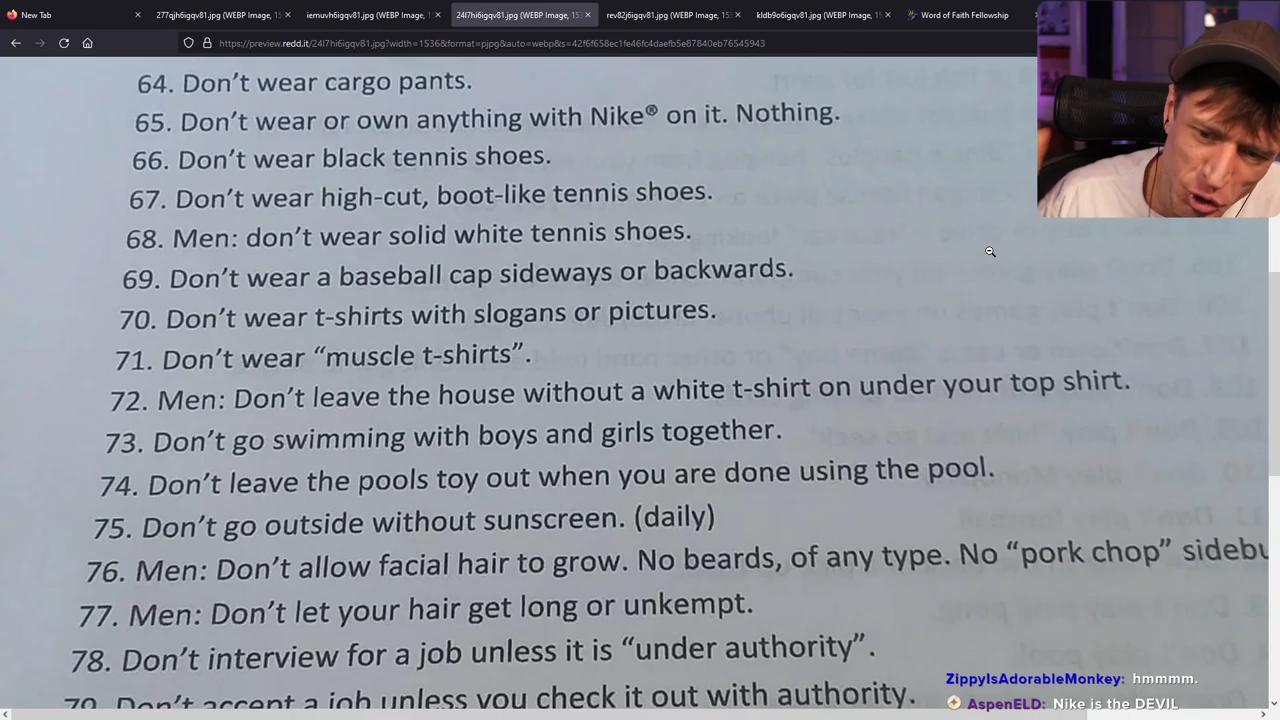 New Tab
277qjh6igqv81.jpg (WEBP Image, 15
iemuvh6igqv81.jpg (WEBP Image, 15
24l7hi6igqv81.jpg (WEBP Image, 153
rev82j6igqv81.jpg (WEBP Image, 153
kldb9o6igqv81.jpg (WEBP Image, 15
Word of Faith Fellowship
https://preview.redd.it/24l7hi6igqv81.jpg?width=1536&format=pjpg&auto=webp&s=42f6f658ec1fe46fc4daefb5e87840eb76545943
64. Don't wear cargo pants.
65. Don't wear or own anything with Nike® on it. Nothing.
66. Don't wear black tennis shoes.
67. Don't wear high-cut, boot-like tennis shoes.
68. Men: don't wear solid white tennis shoes.
69. Don't wear a baseball cap sideways or backwards.
70. Don't wear t-shirts with slogans or pictures.
71. Don't wear “muscle t-shirts”.
72. Men: Don't leave the house without a white t-shirt on under your top shirt.
73. Don't go swimming with boys and girls together.
74. Don't leave the pools toy out when you are done using the pool.
75. Don't go outside without sunscreen. (daily)
76. Men: Don't allow facial hair to grow. No beards, of any type. No “pork chop” sidebu
77. Men: Don't let your hair get long or unkempt.
78. Don't interview for a job unless it is “under authority”.
79. Don't accept a job unless you check it out with authority.
ZippyIsAdorableMonkey: hmmmm.
AspenELD: Nike is the DEVIL